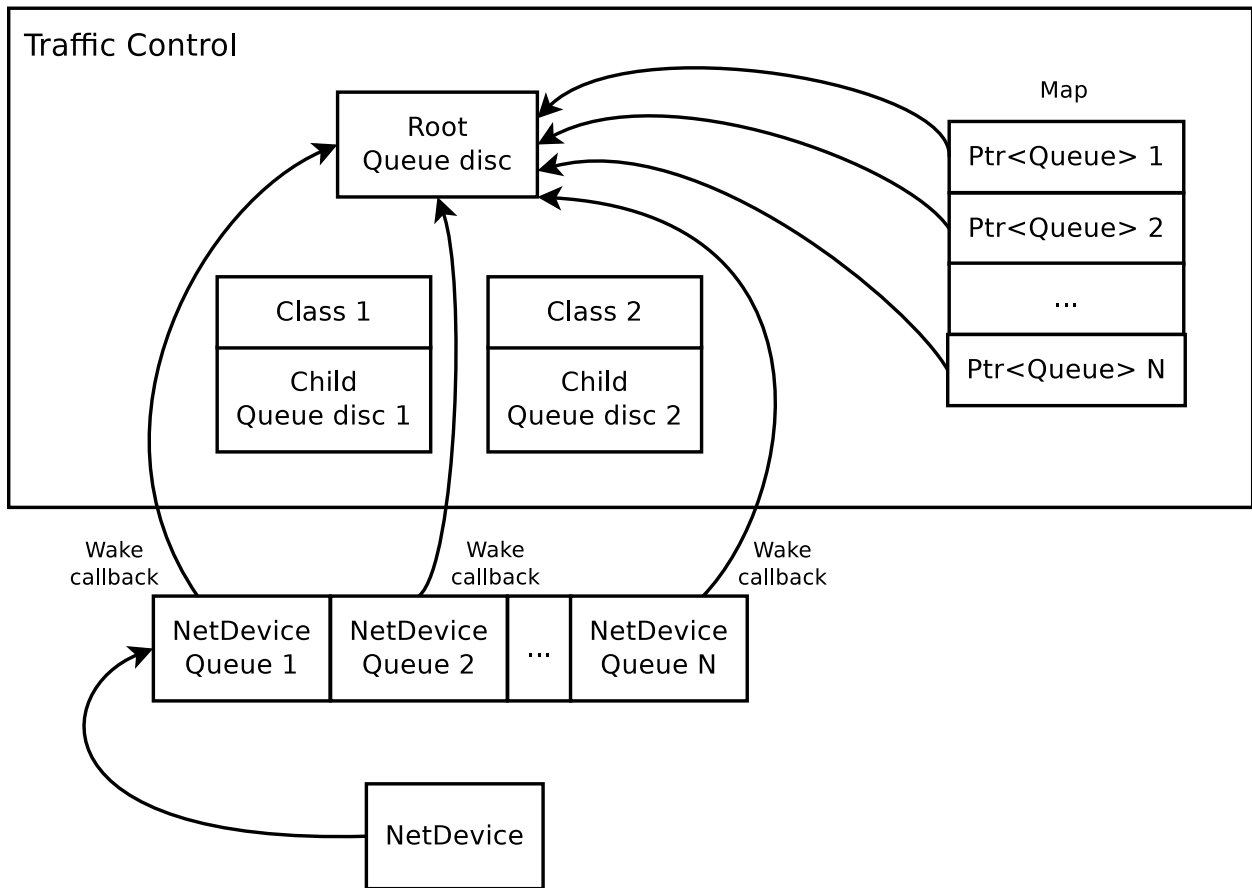 Traffic Control
Root
Queue disc
Map
Ptr<Queue> 1
Ptr<Queue> 2
...
Ptr<Queue> N
Class 1
Child
Queue disc 1
Class 2
Child
Queue disc 2
Wake
callback
Wake
callback
Wake
callback
NetDevice
Queue 1
NetDevice
Queue 2
...
NetDevice
Queue N
NetDevice